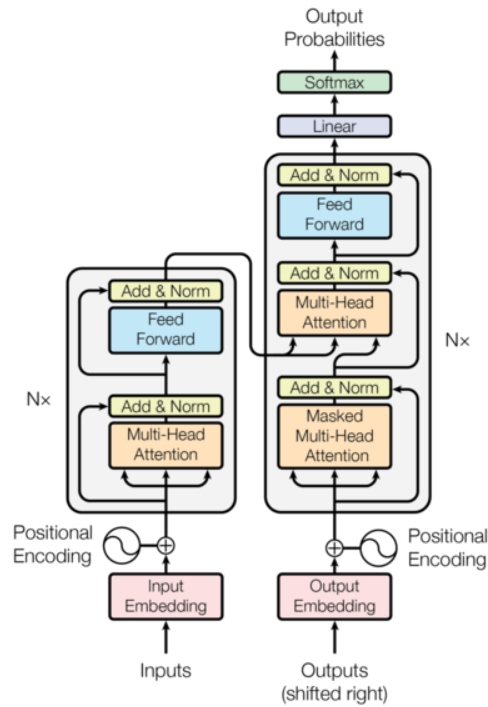 Output
Probabilities
Softmax
Linear
Add & Norm
Feed
Forward
Add & Norm
Multi-Head
Attention
Add & Norm
Masked
Multi-Head
Attention
N×
Add & Norm
Feed
Forward
Add & Norm
Multi-Head
Attention
N×
Positional
Encoding
Positional
Encoding
Input
Embedding
Output
Embedding
Inputs
Outputs
(shifted right)